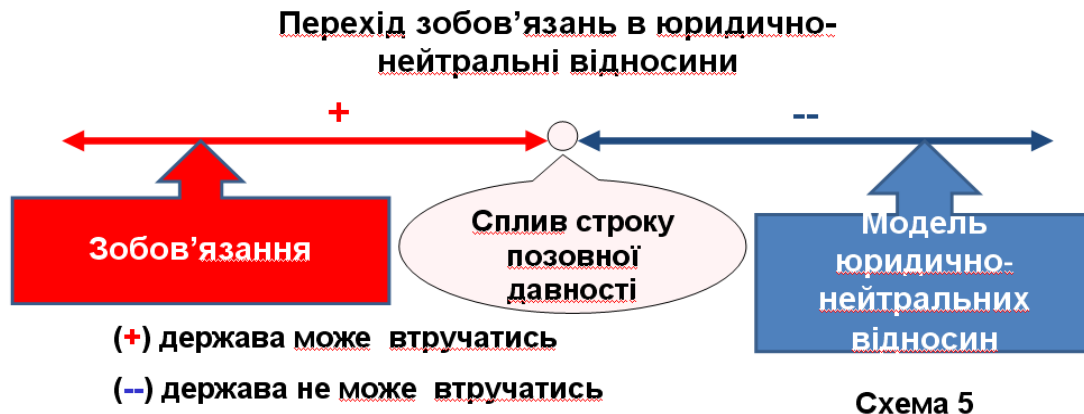 Перехід зобов’язань в юридично-
нейтральні відносини
+
--
Зобов’язання
Сплив строку
позовної
давності
Модель
юридично-
нейтральних
відносин
(+) держава може втручатись
(--) держава не може втручатись
Схема 5